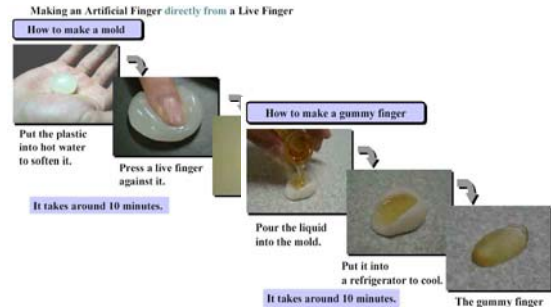 Making an Artificial Finger directly from a Live Finger
How to make a mold
Put the plastic
into hot water
to soften it.
Press a live finger
against it.
It takes around 10 minutes.
How to make a gummy finger
Pour the liquid
into the mold.
Put it into
a refrigerator to cool.
It takes around 10 minutes.
The gummy finger